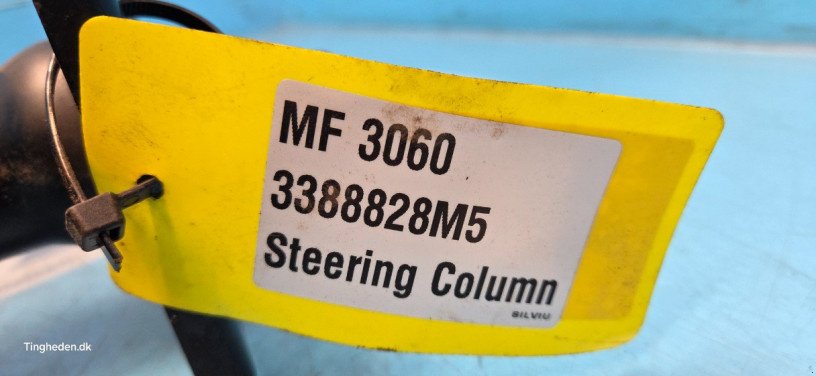 MF 3060
3388828M5
Steering Column
SILVIU
Tingheden.dk